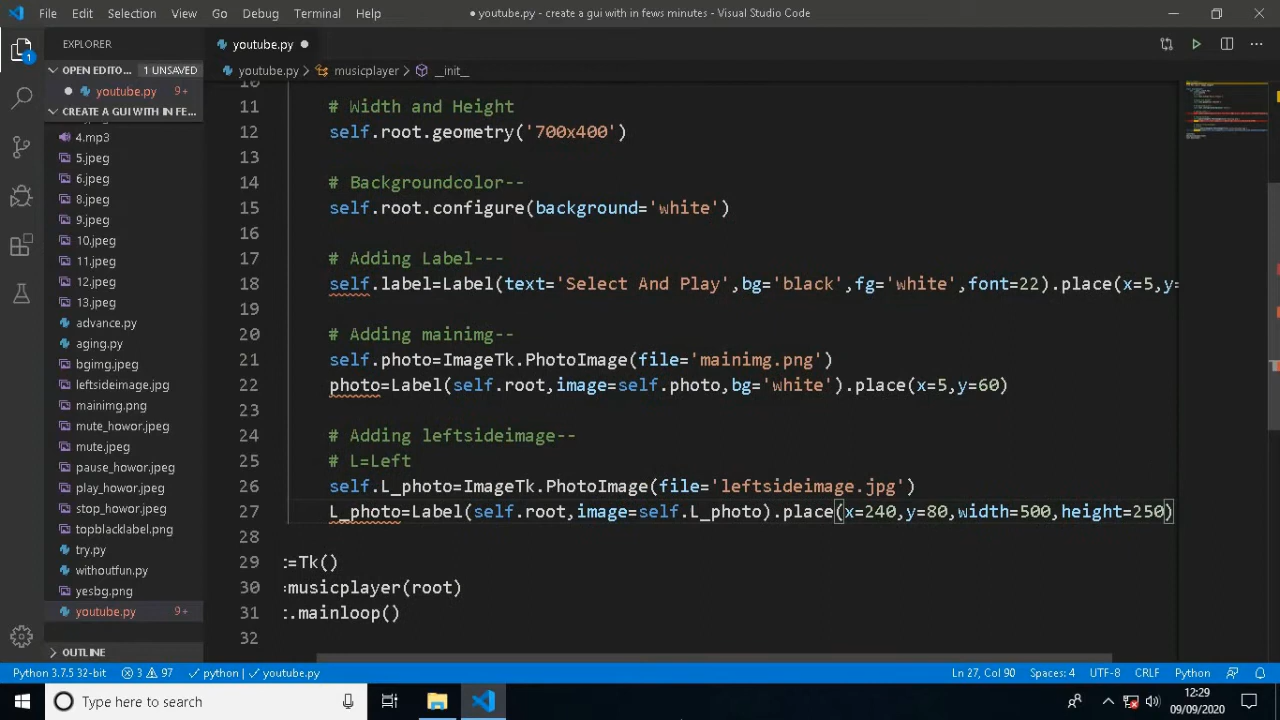 File Edit Selection View Go Debug Terminal Help
● youtube.py - create a gui with in fews minutes - Visual Studio Code
EXPLORER
OPEN EDITO... 1 UNSAVED
youtube.py 9+
CREATE A GUI WITH IN FE...
4.mp3
5.jpeg
6.jpeg
8.jpeg
9.jpeg
10.jpeg
11.jpeg
12.jpeg
13.jpeg
advance.py
aging.py
bgimg.jpeg
leftsideimage.jpg
mainimg.png
mute_howor.jpeg
mute.jpeg
pause_howor.jpeg
play_howor.jpeg
stop_howor.jpeg
topblacklabel.png
try.py
withoutfun.py
yesbg.png
youtube.py 9+
OUTLINE
youtube.py
youtube.py > musicplayer > __init__
10
11 # Width and Height
12 self.root.geometry('700x400')
13
14 # Backgroundcolor--
15 self.root.configure(background='white')
16
17 # Adding Label---
18 self.label=Label(text='Select And Play',bg='black',fg='white',font=22).place(x=5,y=
19
20 # Adding mainimg--
21 self.photo=ImageTk.PhotoImage(file='mainimg.png')
22 photo=Label(self.root,image=self.photo,bg='white').place(x=5,y=60)
23
24 # Adding leftsideimage--
25 # L=Left
26 self.L_photo=ImageTk.PhotoImage(file='leftsideimage.jpg')
27 L_photo=Label(self.root,image=self.L_photo).place(x=240,y=80,width=500,height=250)
28
29 :=Tk()
30 :musicplayer(root)
31 :.mainloop()
32
Python 3.7.5 32-bit 3 97 python | youtube.py Ln 27, Col 90 Spaces: 4 UTF-8 CRLF Python
Type here to search
12:29
09/09/2020